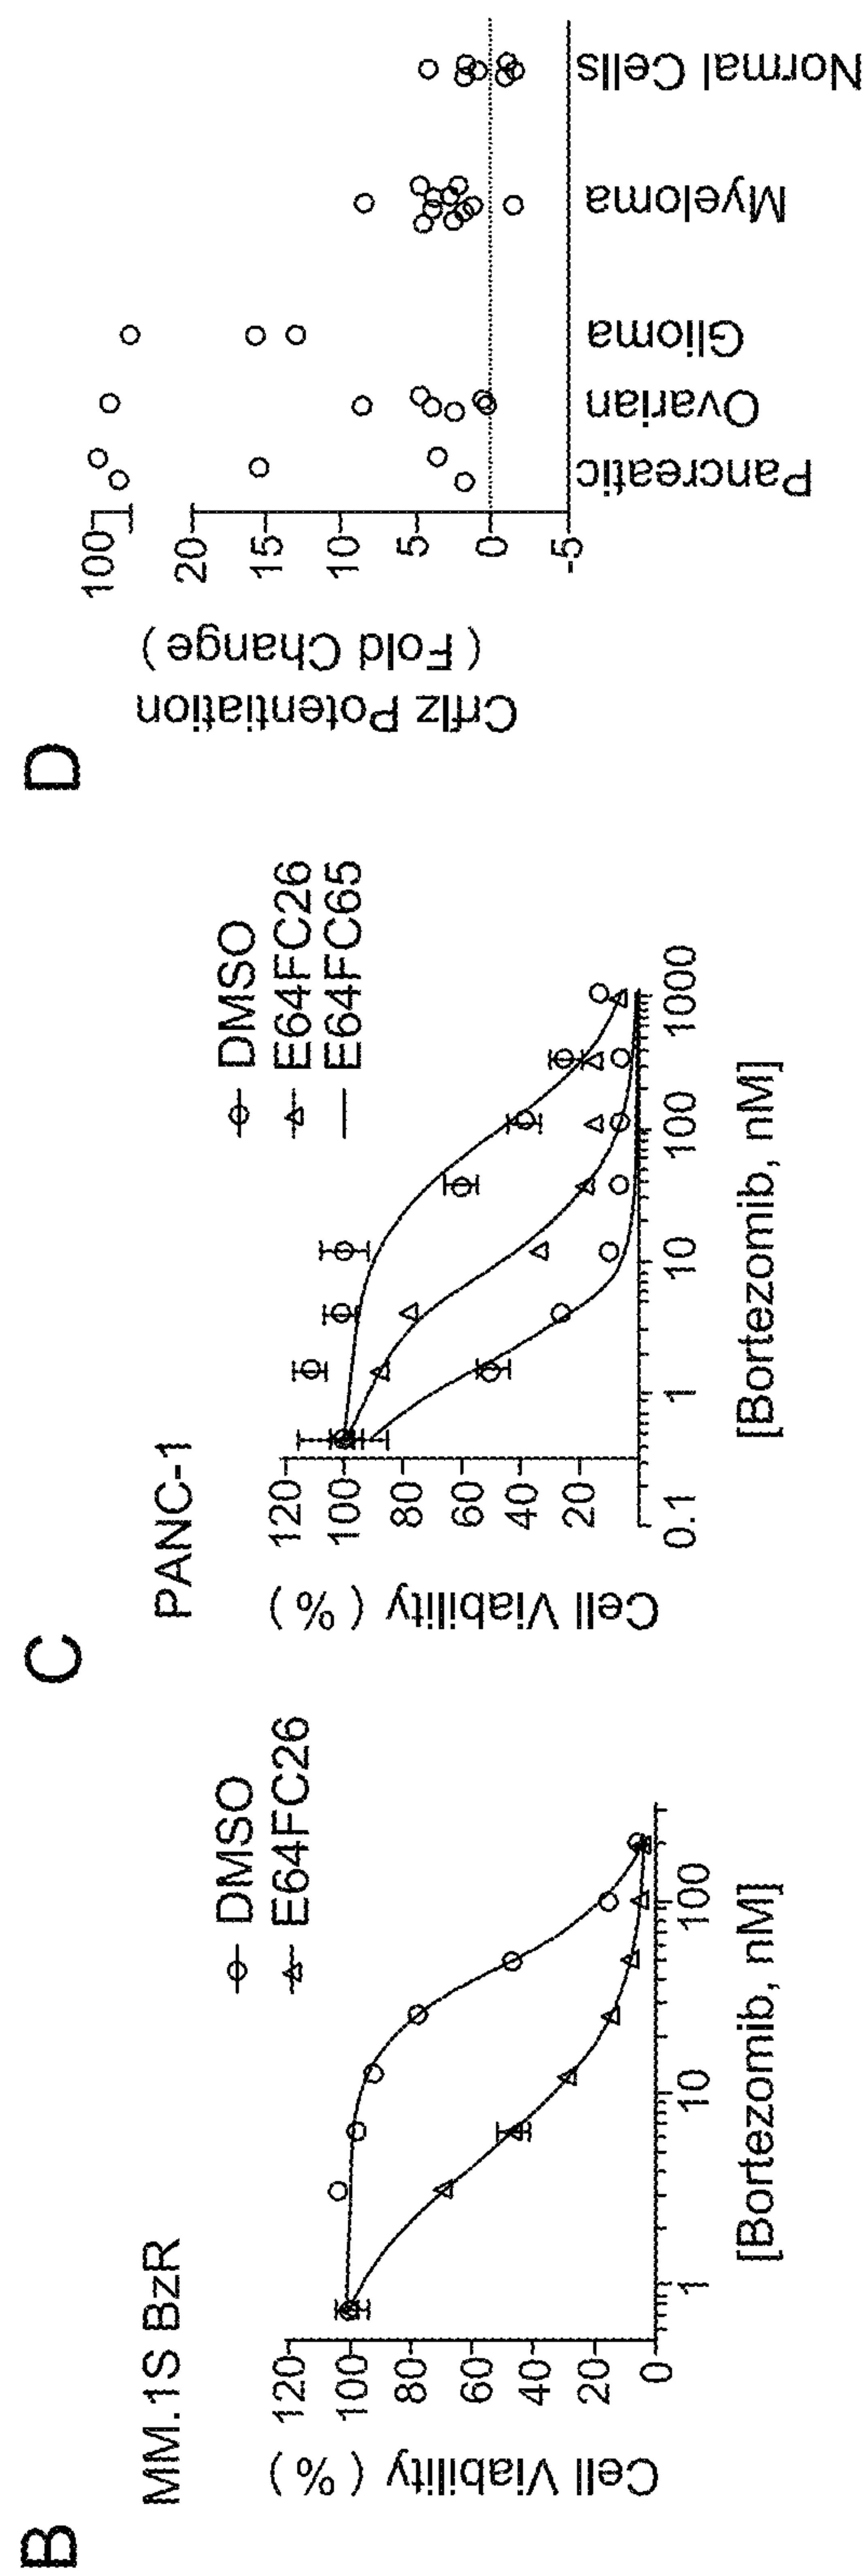 B
MM.1S BzR
DMSO
E64FC26
Cell Viability
( % )
120
100
80
60
40
20
0
1
10
100
[Bortezomib, nM]
C
PANC-1
DMSO
E64FC26
E64FC65
Cell Viability
( % )
120
100
80
60
40
20
0.1
1
10
100
1000
[Bortezomib, nM]
D
Crflz Potentiation
( Fold Change )
100
20
15
10
5
0
-5
Pancreatic
Ovarian
Glioma
Myeloma
Normal Cells